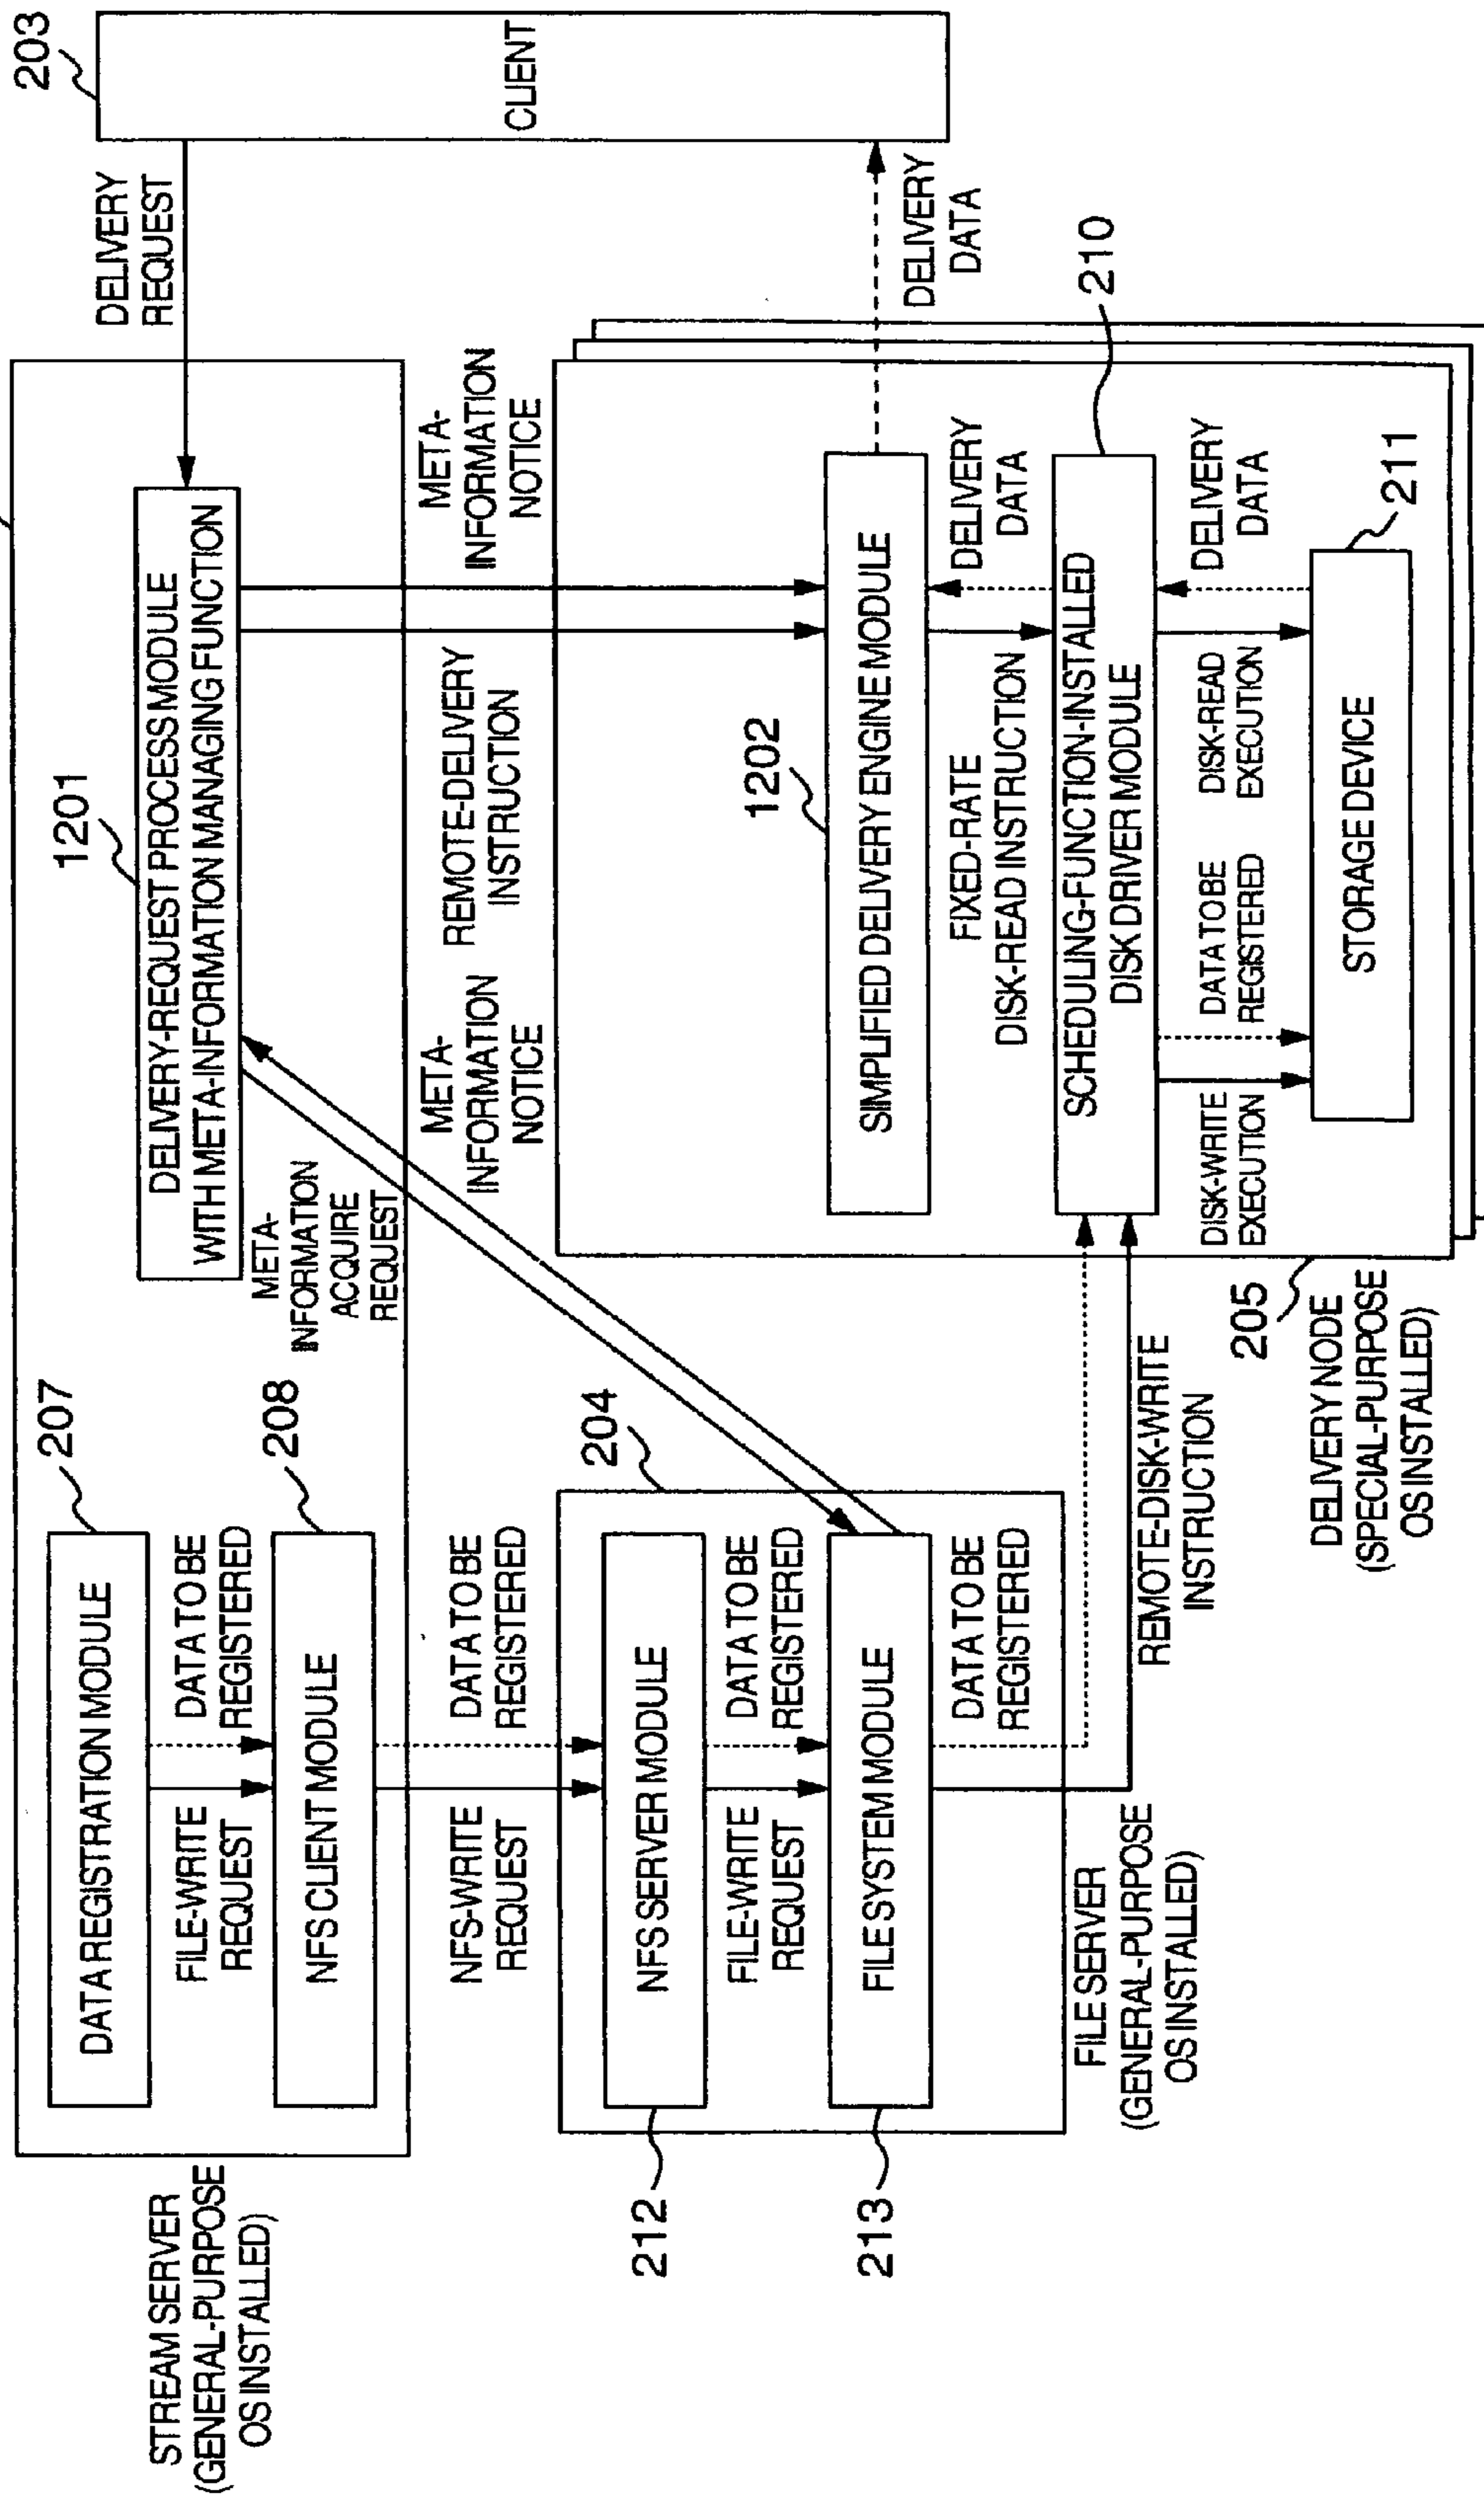 STREAM SERVER
(GENERAL-PURPOSE
OS INSTALLED)
207
DATA REGISTRATION MODULE
FILE-WRITE
REQUEST
DATA TO BE
REGISTERED
208
NFS CLIENT MODULE
NFS-WRITE
REQUEST
DATA TO BE
REGISTERED
1201
DELIVERY-REQUEST PROCESS MODULE
WITH META-INFORMATION MANAGING FUNCTION
META-
INFORMATION
ACQUIRE
REQUEST
META-
INFORMATION
NOTICE
REMOTE-DELIVERY
INSTRUCTION
META-
INFORMATION
NOTICE
DELIVERY
REQUEST
203
CLIENT
204
212
NFS SERVER MODULE
FILE-WRITE
REQUEST
DATA TO BE
REGISTERED
213
FILE SYSTEM MODULE
DATA TO BE
REGISTERED
FILE SERVER
(GENERAL-PURPOSE
OS INSTALLED)
REMOTE-DISK-WRITE
INSTRUCTION
1202
SIMPLIFIED DELIVERY ENGINE MODULE
DELIVERY
DATA
FIXED-RATE
DISK-READ INSTRUCTION
DELIVERY
DATA
210
SCHEDULING-FUNCTION-INSTALLED
DISK DRIVER MODULE
DISK-WRITE
EXECUTION
DATA TO BE
REGISTERED
DISK-READ
EXECUTION
DELIVERY
DATA
211
STORAGE DEVICE
205
DELIVERY NODE
(SPECIAL-PURPOSE
OS INSTALLED)